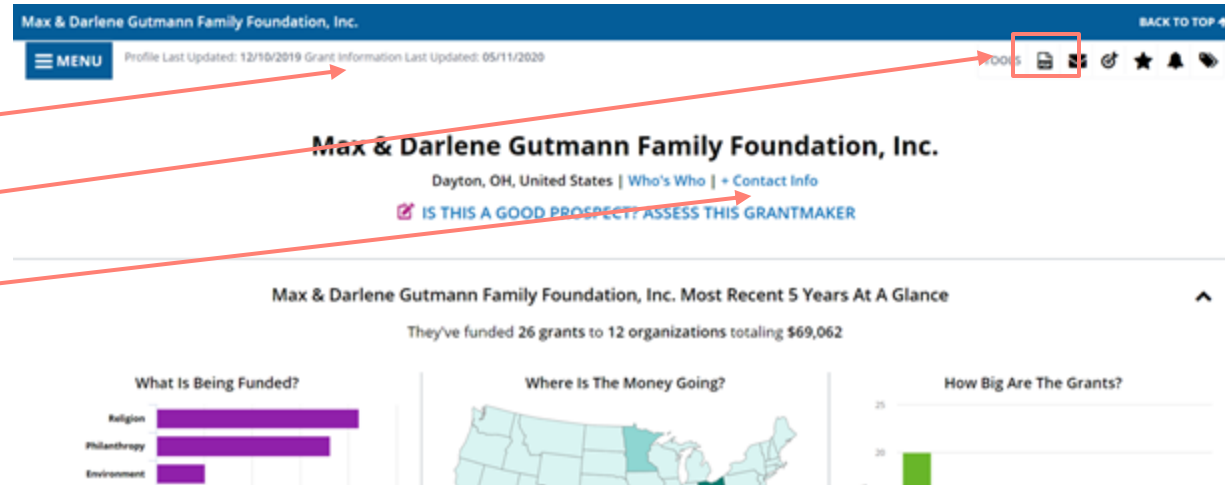 Max & Darlene Gutmann Family Foundation, Inc. BACK TO TOP
MENU Profile Last Updated: 12/10/2019 Grant Information Last Updated: 05/11/2020 TOOLS
Max & Darlene Gutmann Family Foundation, Inc.
Dayton, OH, United States | Who's Who | + Contact Info
IS THIS A GOOD PROSPECT? ASSESS THIS GRANTMAKER
Max & Darlene Gutmann Family Foundation, Inc. Most Recent 5 Years At A Glance
They've funded 26 grants to 12 organizations totaling $69,062
What Is Being Funded? Where Is The Money Going? How Big Are The Grants?
25
Religion
Philanthropy
20
Environment